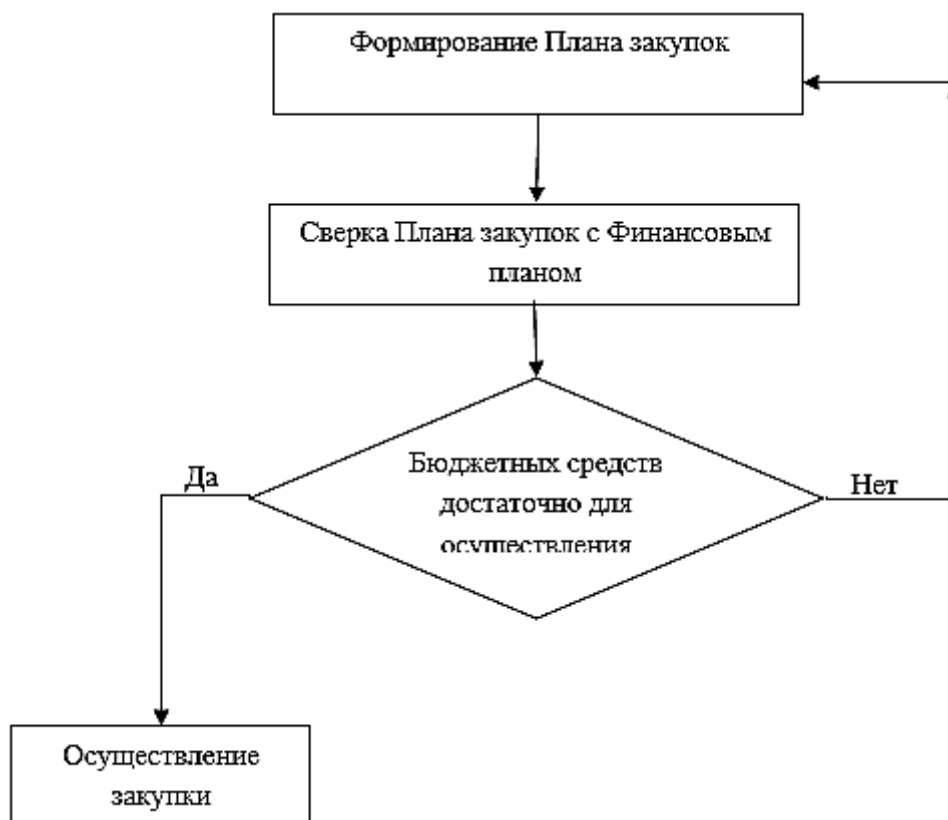 Формирование Плана закупок
Сверка Плана закупок с Финансовым
планом
Бюджетных средств
достаточно для
осуществления
Да
Нет
Осуществление
закупки